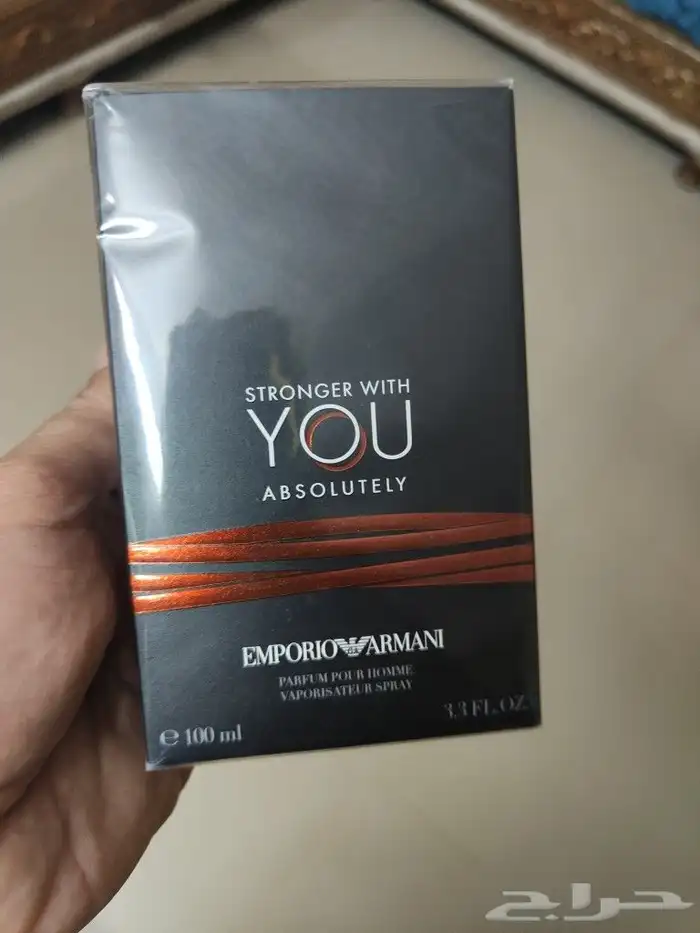 STRONGER WITH
YOU
ABSOLUTELY
EMPORIO ARMANI
PARFUM POUR HOMME
VAPORISATEUR SPRAY
3.3 FL. OZ.
e 100 ml
حراج